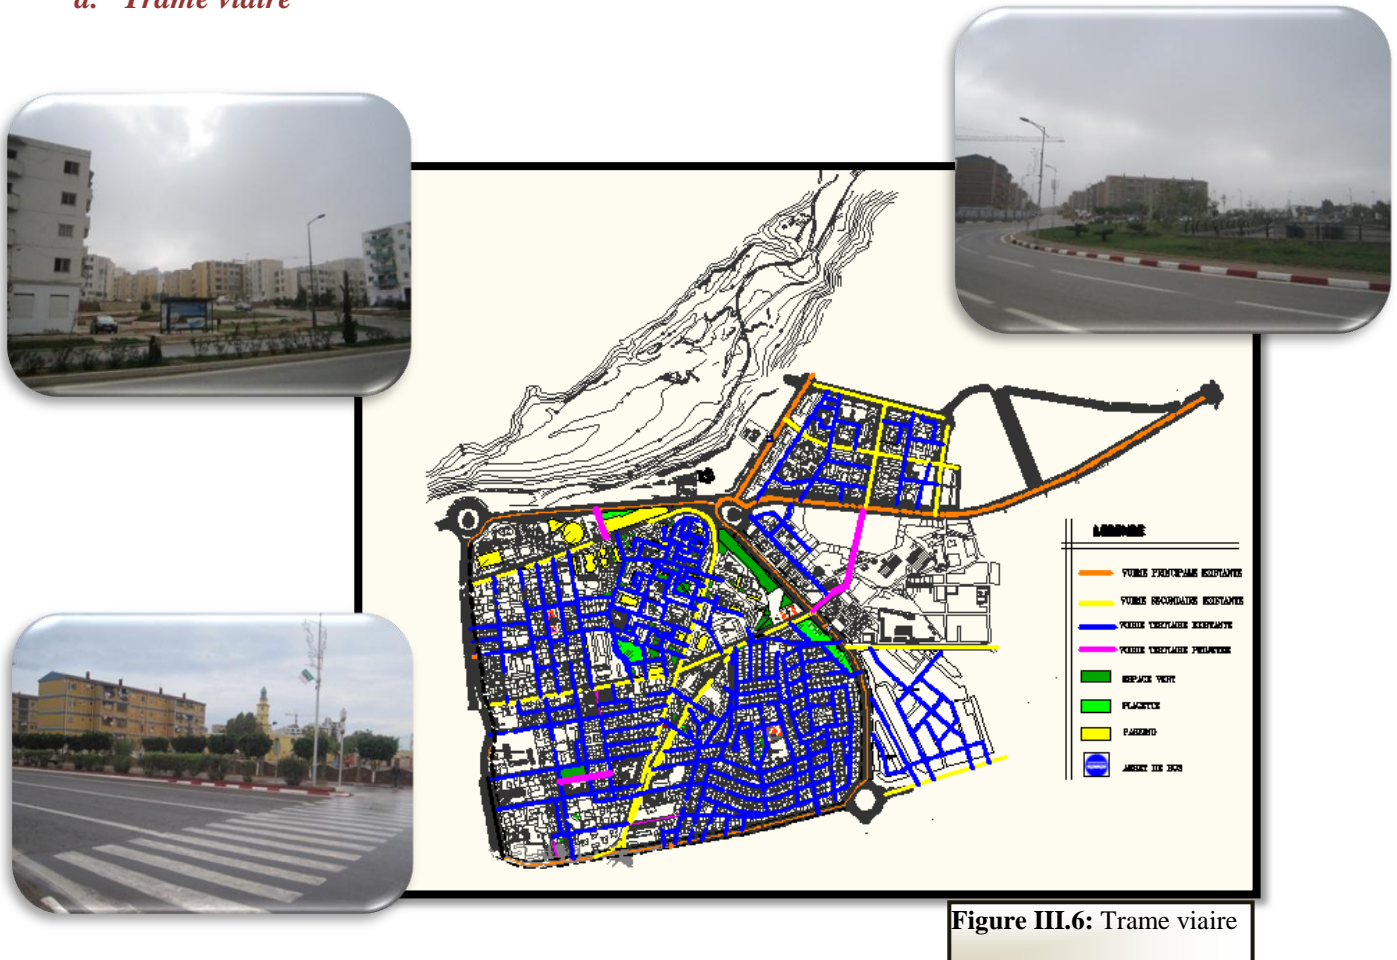 a. Trame viaire
LEGENDE
VOIRIE PRINCIPALE EXISTANTE
VOIRIE SECONDAIRE EXISTANTE
VOIRIE TERTIAIRE EXISTANTE
VOIRIE TERTIAIRE PROJETEE
ESPACE VERT
PLACETTE
PARKING
ARRET DE BUS
Figure III.6: Trame viaire